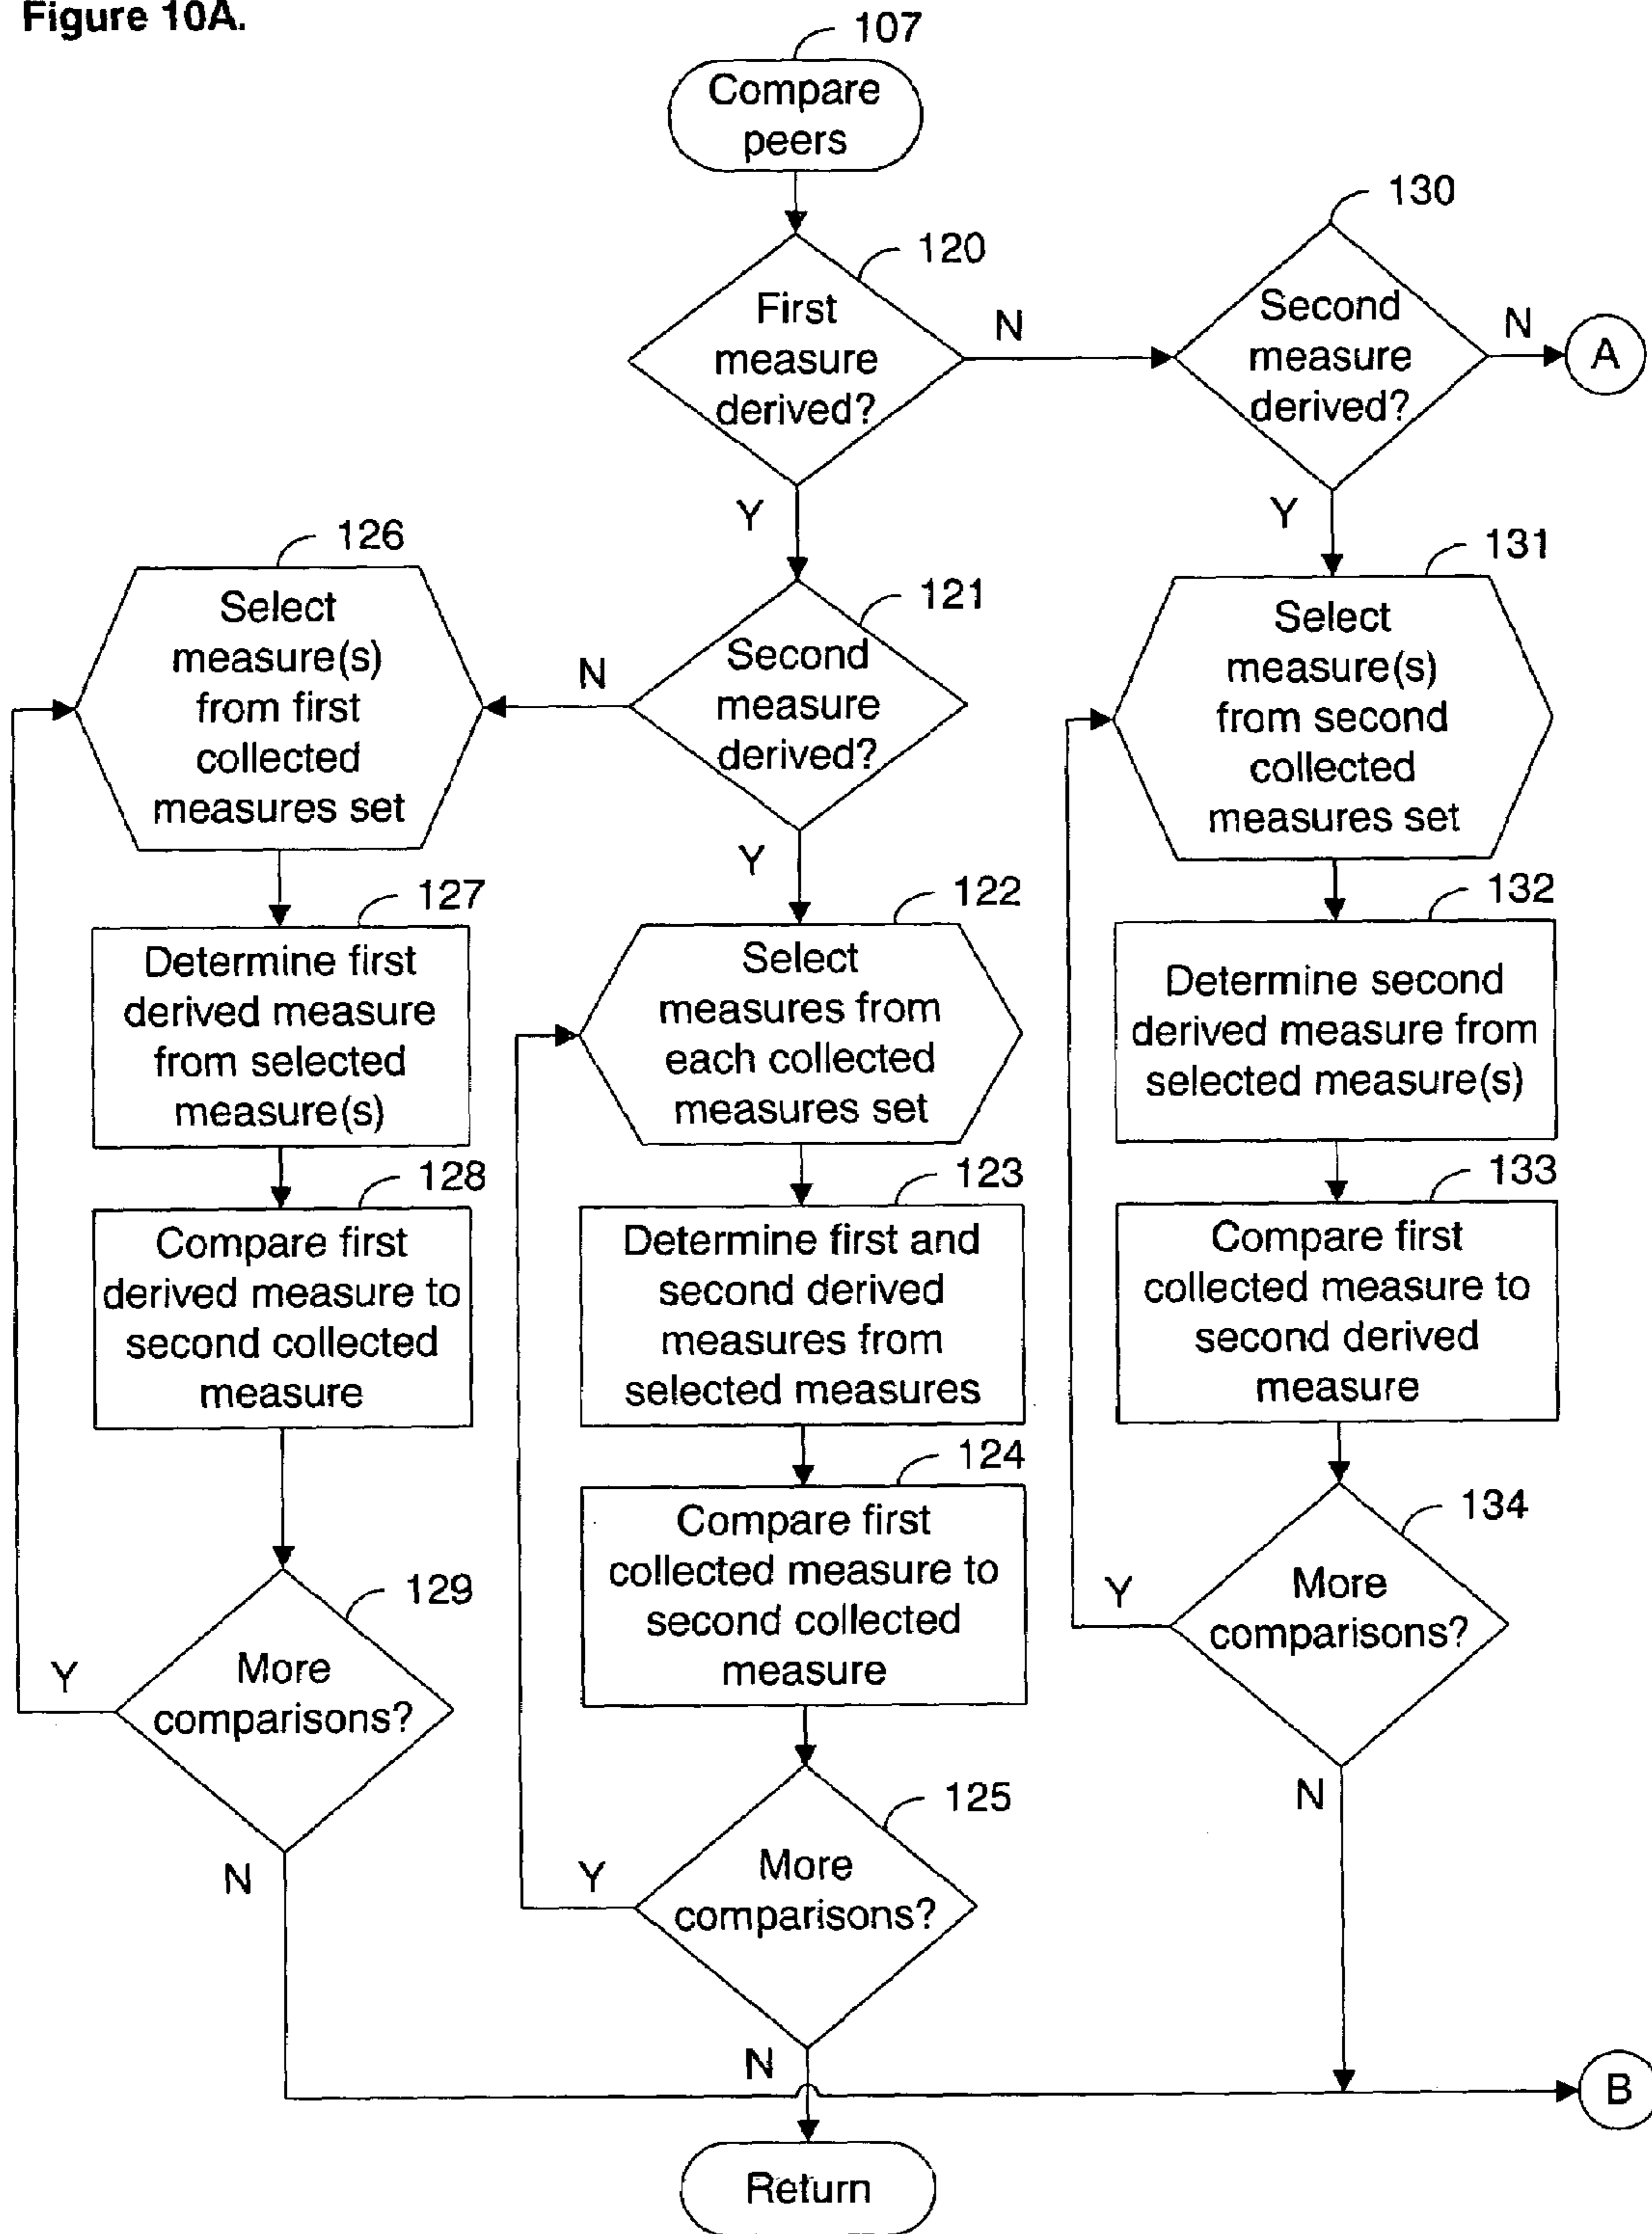 Figure 10A.
107
Compare
peers
130
120
First
measure
derived?
N
Second
measure
derived?
N
A
Y
Y
126
Select
measure(s)
from first
collected
measures set
N
121
Second
measure
derived?
131
Select
measure(s)
from second
collected
measures set
Y
127
Determine first
derived measure
from selected
measure(s)
122
Select
measures from
each collected
measures set
132
Determine second
derived measure from
selected measure(s)
128
Compare first
derived measure to
second collected
measure
123
Determine first and
second derived
measures from
selected measures
133
Compare first
collected measure to
second derived
measure
124
Compare first
collected measure to
second collected
measure
134
More
comparisons?
Y
129
More
comparisons?
Y
N
125
More
comparisons?
Y
N
N
B
Return